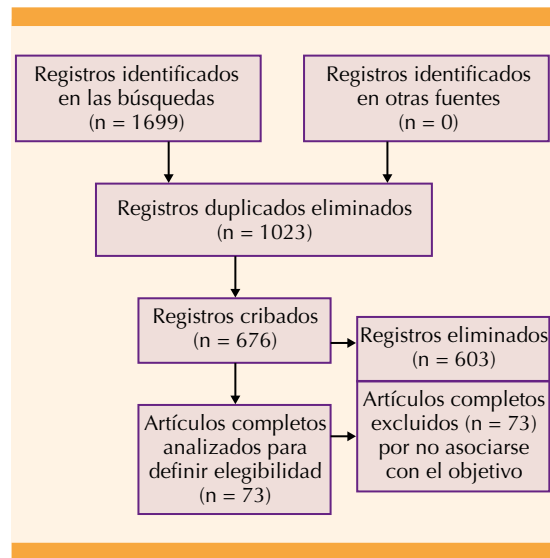 Registros identificados
en las búsquedas
(n = 1699)
Registros identificados
en otras fuentes
(n = 0)
Registros duplicados eliminados
(n = 1023)
Registros cribados
(n = 676)
Registros eliminados
(n = 603)
Artículos completos
analizados para
definir elegibilidad
(n = 73)
Artículos completos
excluidos (n = 73)
por no asociarse
con el objetivo